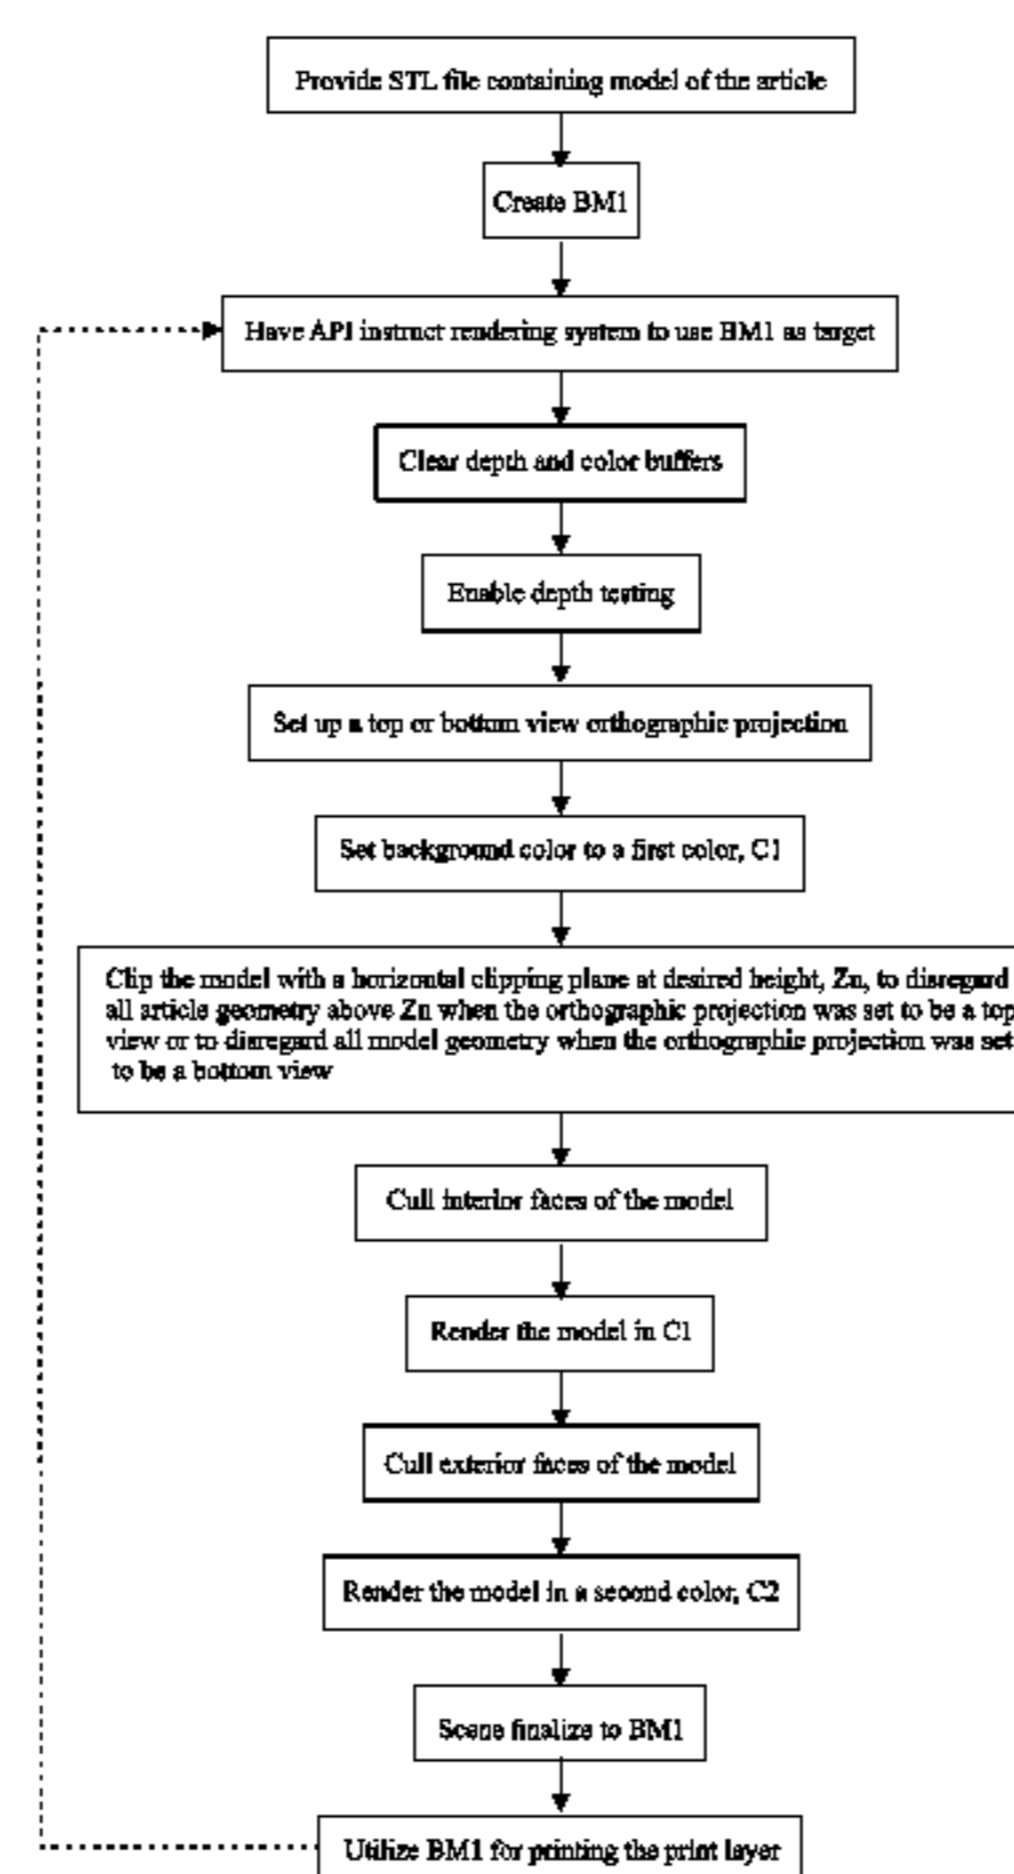 Provide STL file containing model of the article
Create BM1
Have API instruct rendering system to use BM1 as target
Clear depth and color buffers
Enable depth testing
Set up a top or bottom view orthographic projection
Set background color to a first color, C1
Clip the model with a horizontal clipping plane at desired height, Zn, to disregard
all article geometry above Zn when the orthographic projection was set to be a top
view or to disregard all model geometry when the orthographic projection was set
to be a bottom view
Cull interior faces of the model
Render the model in C1
Cull exterior faces of the model
Render the model in a second color, C2
Scene finalize to BM1
Utilize BM1 for printing the print layer